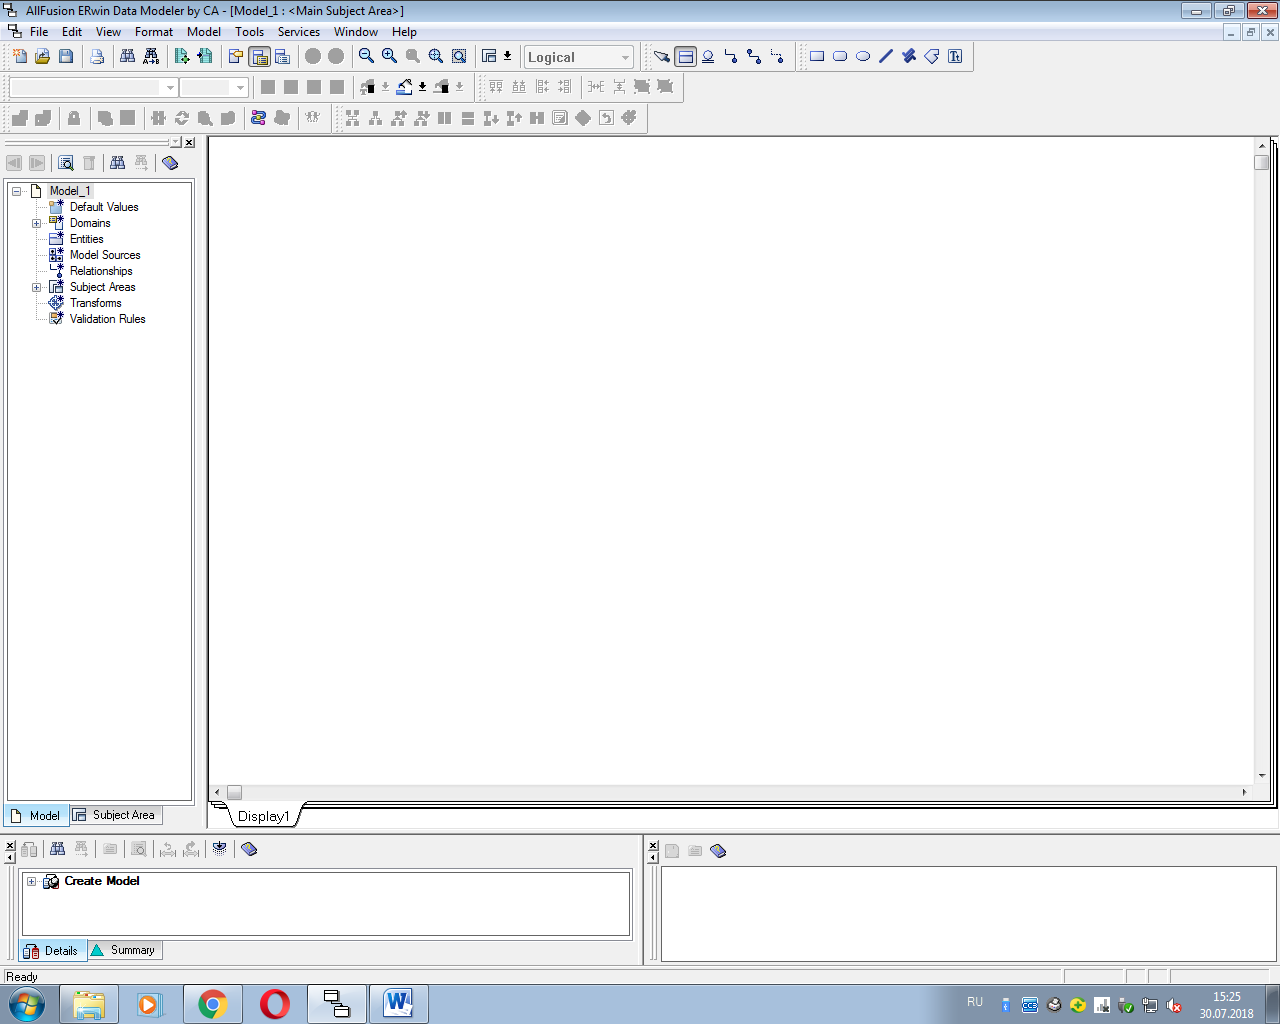 AllFusion ERwin Data Modeler by CA - [Model_1 : <Main Subject Area>]
File Edit View Format Model Tools Services Window Help
Logical
Model_1
Default Values
Domains
Entities
Model Sources
Relationships
Subject Areas
Transforms
Validation Rules
Model Subject Area
Display1
Create Model
Details Summary
Ready
RU
15:25
30.07.2018